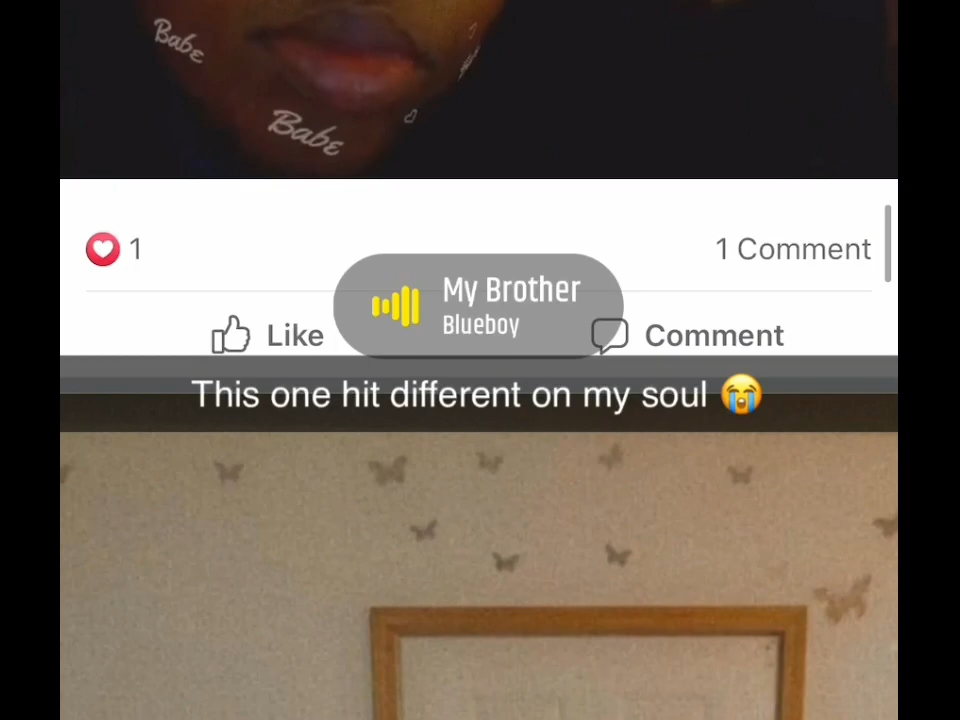 Babe
Babe
1
1 Comment
My Brother
Blueboy
Like
Comment
This one hit different on my soul 😭